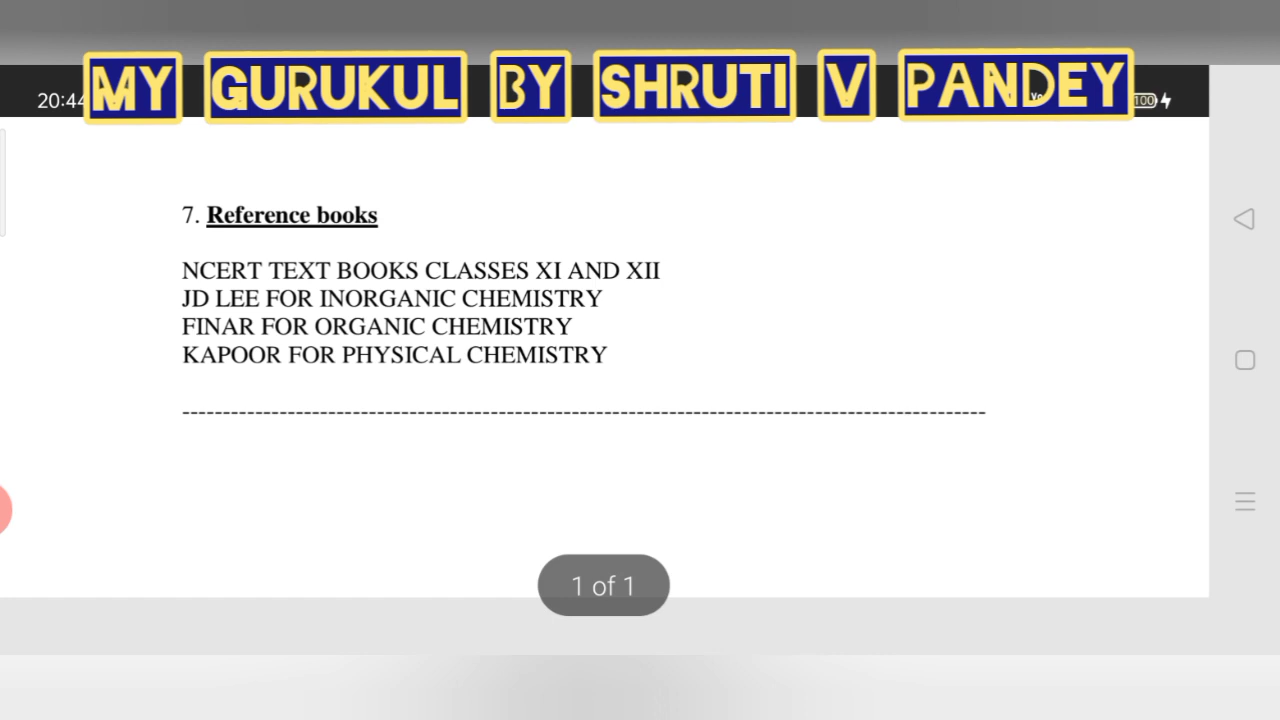 MY GURUKUL BY SHRUTI V PANDEY
20:44
100
7. Reference books
NCERT TEXT BOOKS CLASSES XI AND XII
JD LEE FOR INORGANIC CHEMISTRY
FINAR FOR ORGANIC CHEMISTRY
KAPOOR FOR PHYSICAL CHEMISTRY
----------------------------------------------------------------------------------------------------
1 of 1